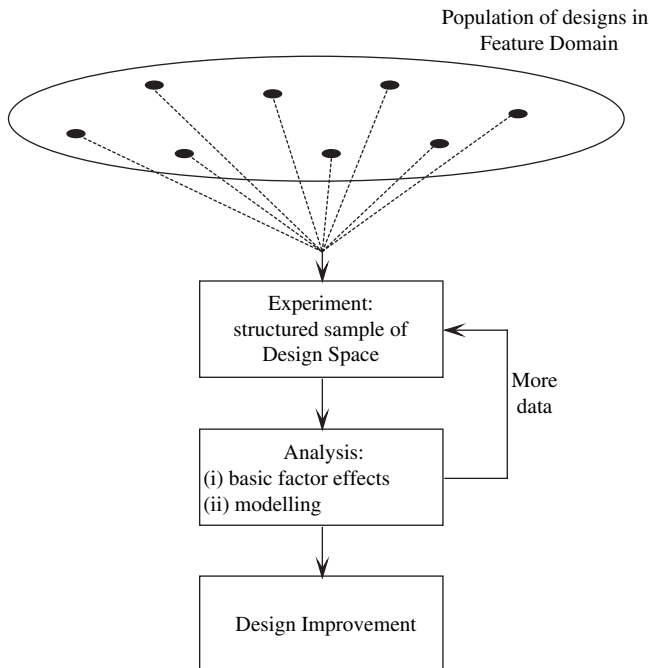 Population of designs in
Feature Domain
Experiment:
structured sample of
Design Space
More
data
Analysis:
(i) basic factor effects
(ii) modelling
Design Improvement